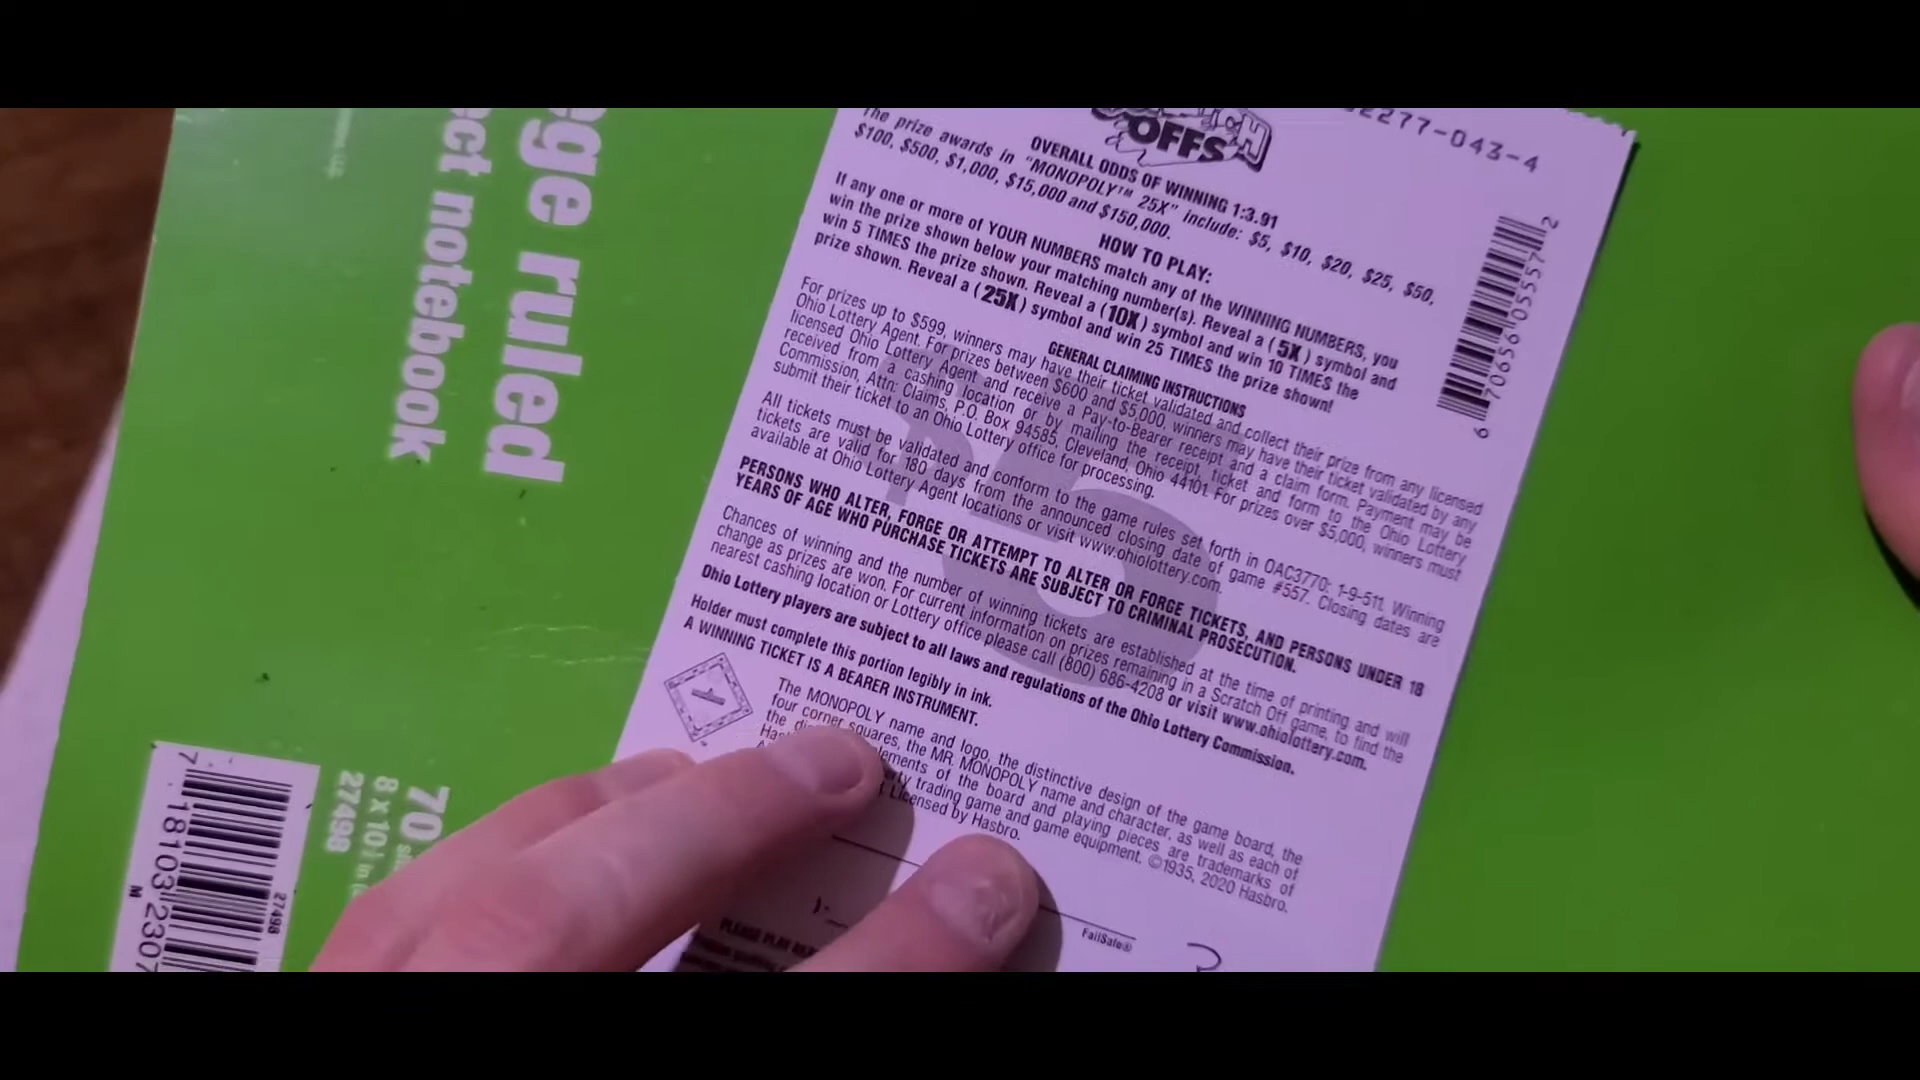 ege ruled
ect notebook
70
8 x 10
27498
27498
7 18103 2307
M
OFFS
2277-043-4
OVERALL ODDS OF WINNING 1:3.91
The prize awards in "MONOPOLY™ 25X" include: $5, $10, $20, $25, $50,
$100, $500, $1,000, $15,000 and $150,000.
HOW TO PLAY:
If any one or more of YOUR NUMBERS match any of the WINNING NUMBERS, you
win the prize shown below your matching number(s). Reveal a (5X) symbol and
win 5 TIMES the prize shown. Reveal a (10X) symbol and win 10 TIMES the
prize shown. Reveal a (25X) symbol and win 25 TIMES the prize shown!
GENERAL CLAIMING INSTRUCTIONS
For prizes up to $599, winners may have their ticket validated and collect their prize from any licensed
Ohio Lottery Agent. For prizes between $600 and $5,000, winners may have their ticket validated by any
licensed Ohio Lottery Agent and receive a Pay-to-Bearer receipt and a claim form. Payment may be
received from a cashing location or by mailing the receipt, ticket and form to the Ohio Lottery
Commission, Attn: Claims, P.O. Box 94585, Cleveland, Ohio 44101. For prizes over $5,000, winners must
submit their ticket to an Ohio Lottery office for processing.
All tickets must be validated and conform to the game rules set forth in OAC3770: 1-9-511. Winning
tickets are valid for 180 days from the announced closing date of game #557. Closing dates are
available at Ohio Lottery Agent locations or visit www.ohiolottery.com.
PERSONS WHO ALTER, FORGE OR ATTEMPT TO ALTER OR FORGE TICKETS, AND PERSONS UNDER 18
YEARS OF AGE WHO PURCHASE TICKETS ARE SUBJECT TO CRIMINAL PROSECUTION.
Chances of winning and the number of winning tickets are established at the time of printing and will
change as prizes are won. For current information on prizes remaining in a Scratch Off game, to find the
nearest cashing location or Lottery office please call (800) 686-4208 or visit www.ohiolottery.com.
Ohio Lottery players are subject to all laws and regulations of the Ohio Lottery Commission.
Holder must complete this portion legibly in ink.
A WINNING TICKET IS A BEARER INSTRUMENT.
The MONOPOLY name and logo, the distinctive design of the game board, the
four corner squares, the MR. MONOPOLY name and character, as well as each of
the elements of the board and playing pieces are trademarks of
trading game and game equipment. ©1935, 2020 Hasbro.
Licensed by Hasbro.
FailSafe®
$5
9 70656 05557 2